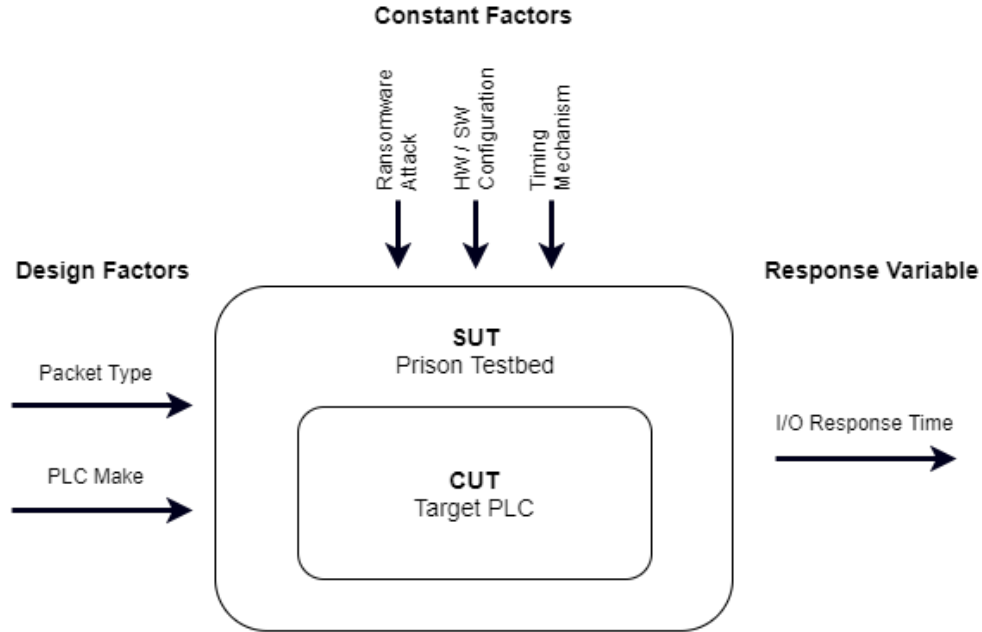 Constant Factors
Ransomware
Attack
HW / SW
Configuration
Timing
Mechanism
Design Factors
Response Variable
SUT
Prison Testbed
Packet Type
I/O Response Time
PLC Make
CUT
Target PLC